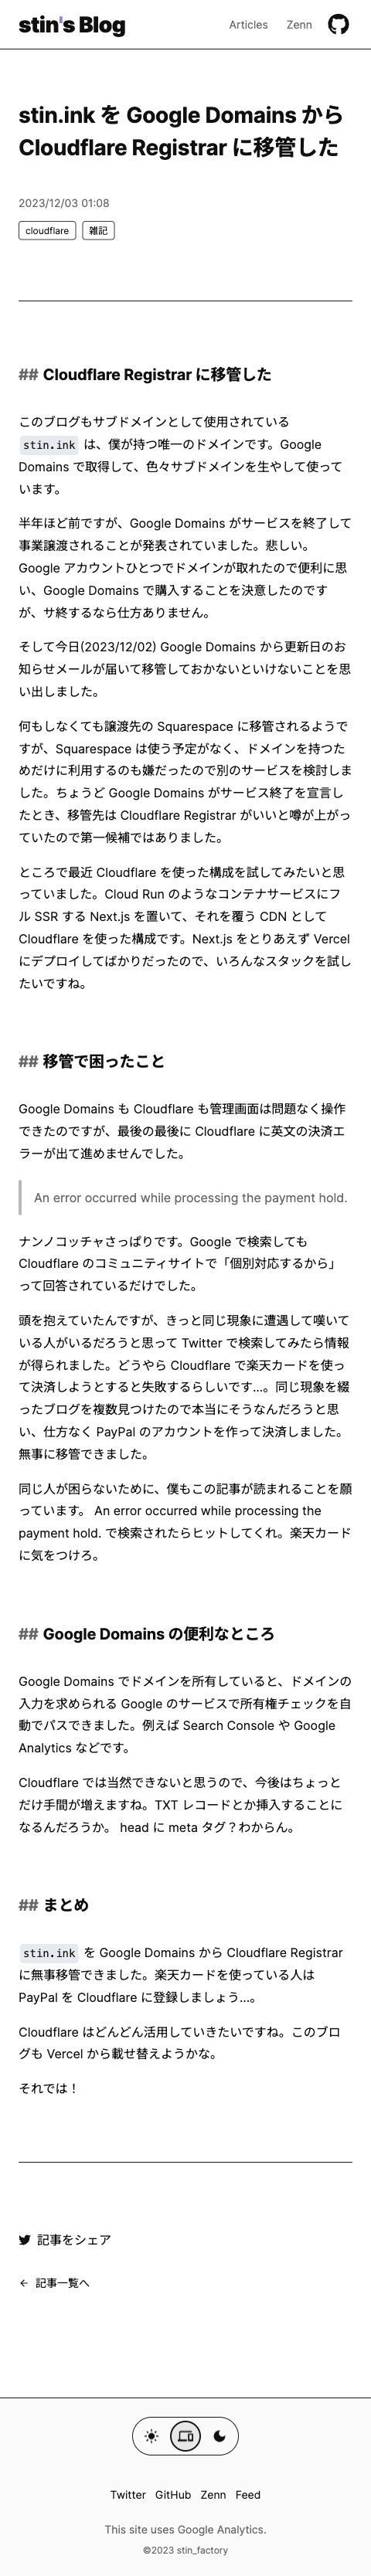 stin's Blog
Articles
Zenn
stin.ink を Google Domains から
Cloudflare Registrar に移管した
2023/12/03 01:08
cloudflare
雑記
## Cloudflare Registrar に移管した
このブログもサブドメインとして使用されている
stin.ink は、僕が持つ唯一のドメインです。Google
Domains で取得して、色々サブドメインを生やして使って
います。
半年ほど前ですが、Google Domains がサービスを終了して
事業譲渡されることが発表されていました。悲しい。
Google アカウントひとつでドメインが取れたので便利に思
い、Google Domains で購入することを決意したのです
が、サ終するなら仕方ありません。
そして今日(2023/12/02) Google Domains から更新日のお
知らせメールが届いて移管しておかないといけないことを思
い出しました。
何もしなくても譲渡先の Squarespace に移管されるようで
すが、Squarespace は使う予定がなく、ドメインを持つた
めだけに利用するのも嫌だったので別のサービスを検討しま
した。ちょうど Google Domains がサービス終了を宣言し
たとき、移管先は Cloudflare Registrar がいいと噂が上がっ
ていたので第一候補ではありました。
ところで最近 Cloudflare を使った構成を試してみたいと思
っていました。Cloud Run のようなコンテナサービスにフ
ル SSR する Next.js を置いて、それを覆う CDN として
Cloudflare を使った構成です。Next.js をとりあえず Vercel
にデプロイしてばかりだったので、いろんなスタックを試し
たいですね。
## 移管で困ったこと
Google Domains も Cloudflare も管理画面は問題なく操作
できたのですが、最後の最後に Cloudflare に英文の決済エ
ラーが出て進めませんでした。
An error occurred while processing the payment hold.
ナンノコッチャさっぱりです。Google で検索しても
Cloudflare のコミュニティサイトで「個別対応するから」
って回答されているだけでした。
頭を抱えていたんですが、きっと同じ現象に遭遇して嘆いて
いる人がいるだろうと思って Twitter で検索してみたら情報
が得られました。どうやら Cloudflare で楽天カードを使っ
て決済しようとすると失敗するらしいです...。同じ現象を綴
ったブログを複数見つけたので本当にそうなんだろうと思
い、仕方なく PayPal のアカウントを作って決済しました。
無事に移管できました。
同じ人が困らないために、僕もこの記事が読まれることを願
っています。 An error occurred while processing the
payment hold. で検索されたらヒットしてくれ。楽天カード
に気をつけろ。
## Google Domains の便利なところ
Google Domains でドメインを所有していると、ドメインの
入力を求められる Google のサービスで所有権チェックを自
動でパスできました。例えば Search Console や Google
Analytics などです。
Cloudflare では当然できないと思うので、今後はちょっと
だけ手間が増えますね。TXT レコードとか挿入することに
なるんだろうか。 head に meta タグ？わからん。
## まとめ
stin.ink を Google Domains から Cloudflare Registrar
に無事移管できました。楽天カードを使っている人は
PayPal を Cloudflare に登録しましょう...。
Cloudflare はどんどん活用していきたいですね。このブロ
グも Vercel から載せ替えようかな。
それでは！
記事をシェア
← 記事一覧へ
Twitter GitHub Zenn Feed
This site uses Google Analytics.
©2023 stin_factory